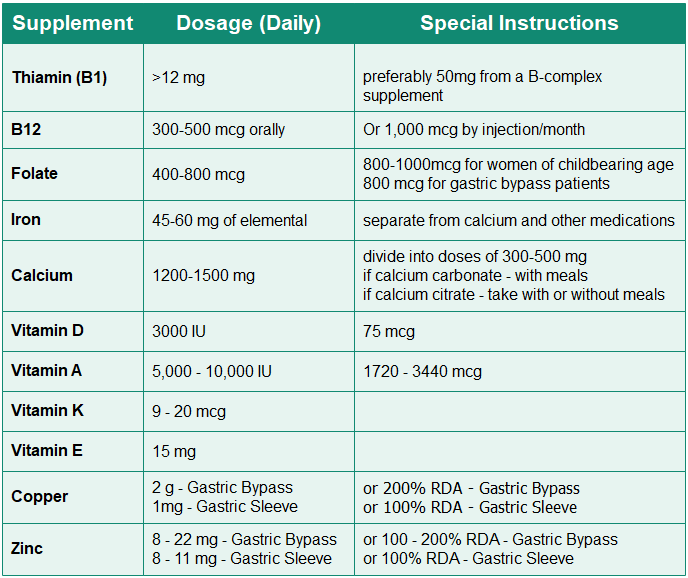 Supplement Dosage (Daily) Special Instructions
Thiamin (B1) >12 mg preferably 50mg from a B-complex
supplement
B12 300-500 mcg orally Or 1,000 mcg by injection/month
Folate 400-800 mcg 800-1000mcg for women of childbearing age
800 mcg for gastric bypass patients
Iron 45-60 mg of elemental separate from calcium and other medications
Calcium 1200-1500 mg divide into doses of 300-500 mg
if calcium carbonate - with meals
if calcium citrate - take with or without meals
Vitamin D 3000 IU 75 mcg
Vitamin A 5,000 - 10,000 IU 1720 - 3440 mcg
Vitamin K 9 - 20 mcg
Vitamin E 15 mg
Copper 2 g - Gastric Bypass or 200% RDA - Gastric Bypass
1mg - Gastric Sleeve or 100% RDA - Gastric Sleeve
Zinc 8 - 22 mg - Gastric Bypass or 100 - 200% RDA - Gastric Bypass
8 - 11 mg - Gastric Sleeve or 100% RDA - Gastric Sleeve